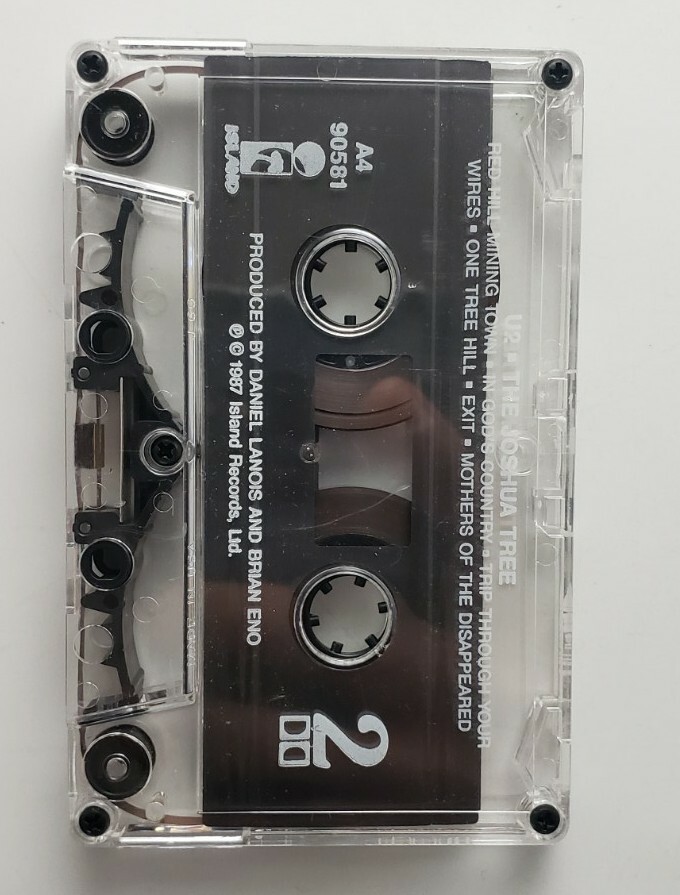 U2 ▪ THE JOSHUA TREE
RED HILL MINING TOWN ▪ IN GOD'S COUNTRY ▪ TRIP THROUGH YOUR
WIRES ▪ ONE TREE HILL ▪ EXIT ▪ MOTHERS OF THE DISAPPEARED
A4
90581
ISLAND
2
PRODUCED BY DANIEL LANOIS AND BRIAN ENO
℗ © 1987 Island Records, Ltd.